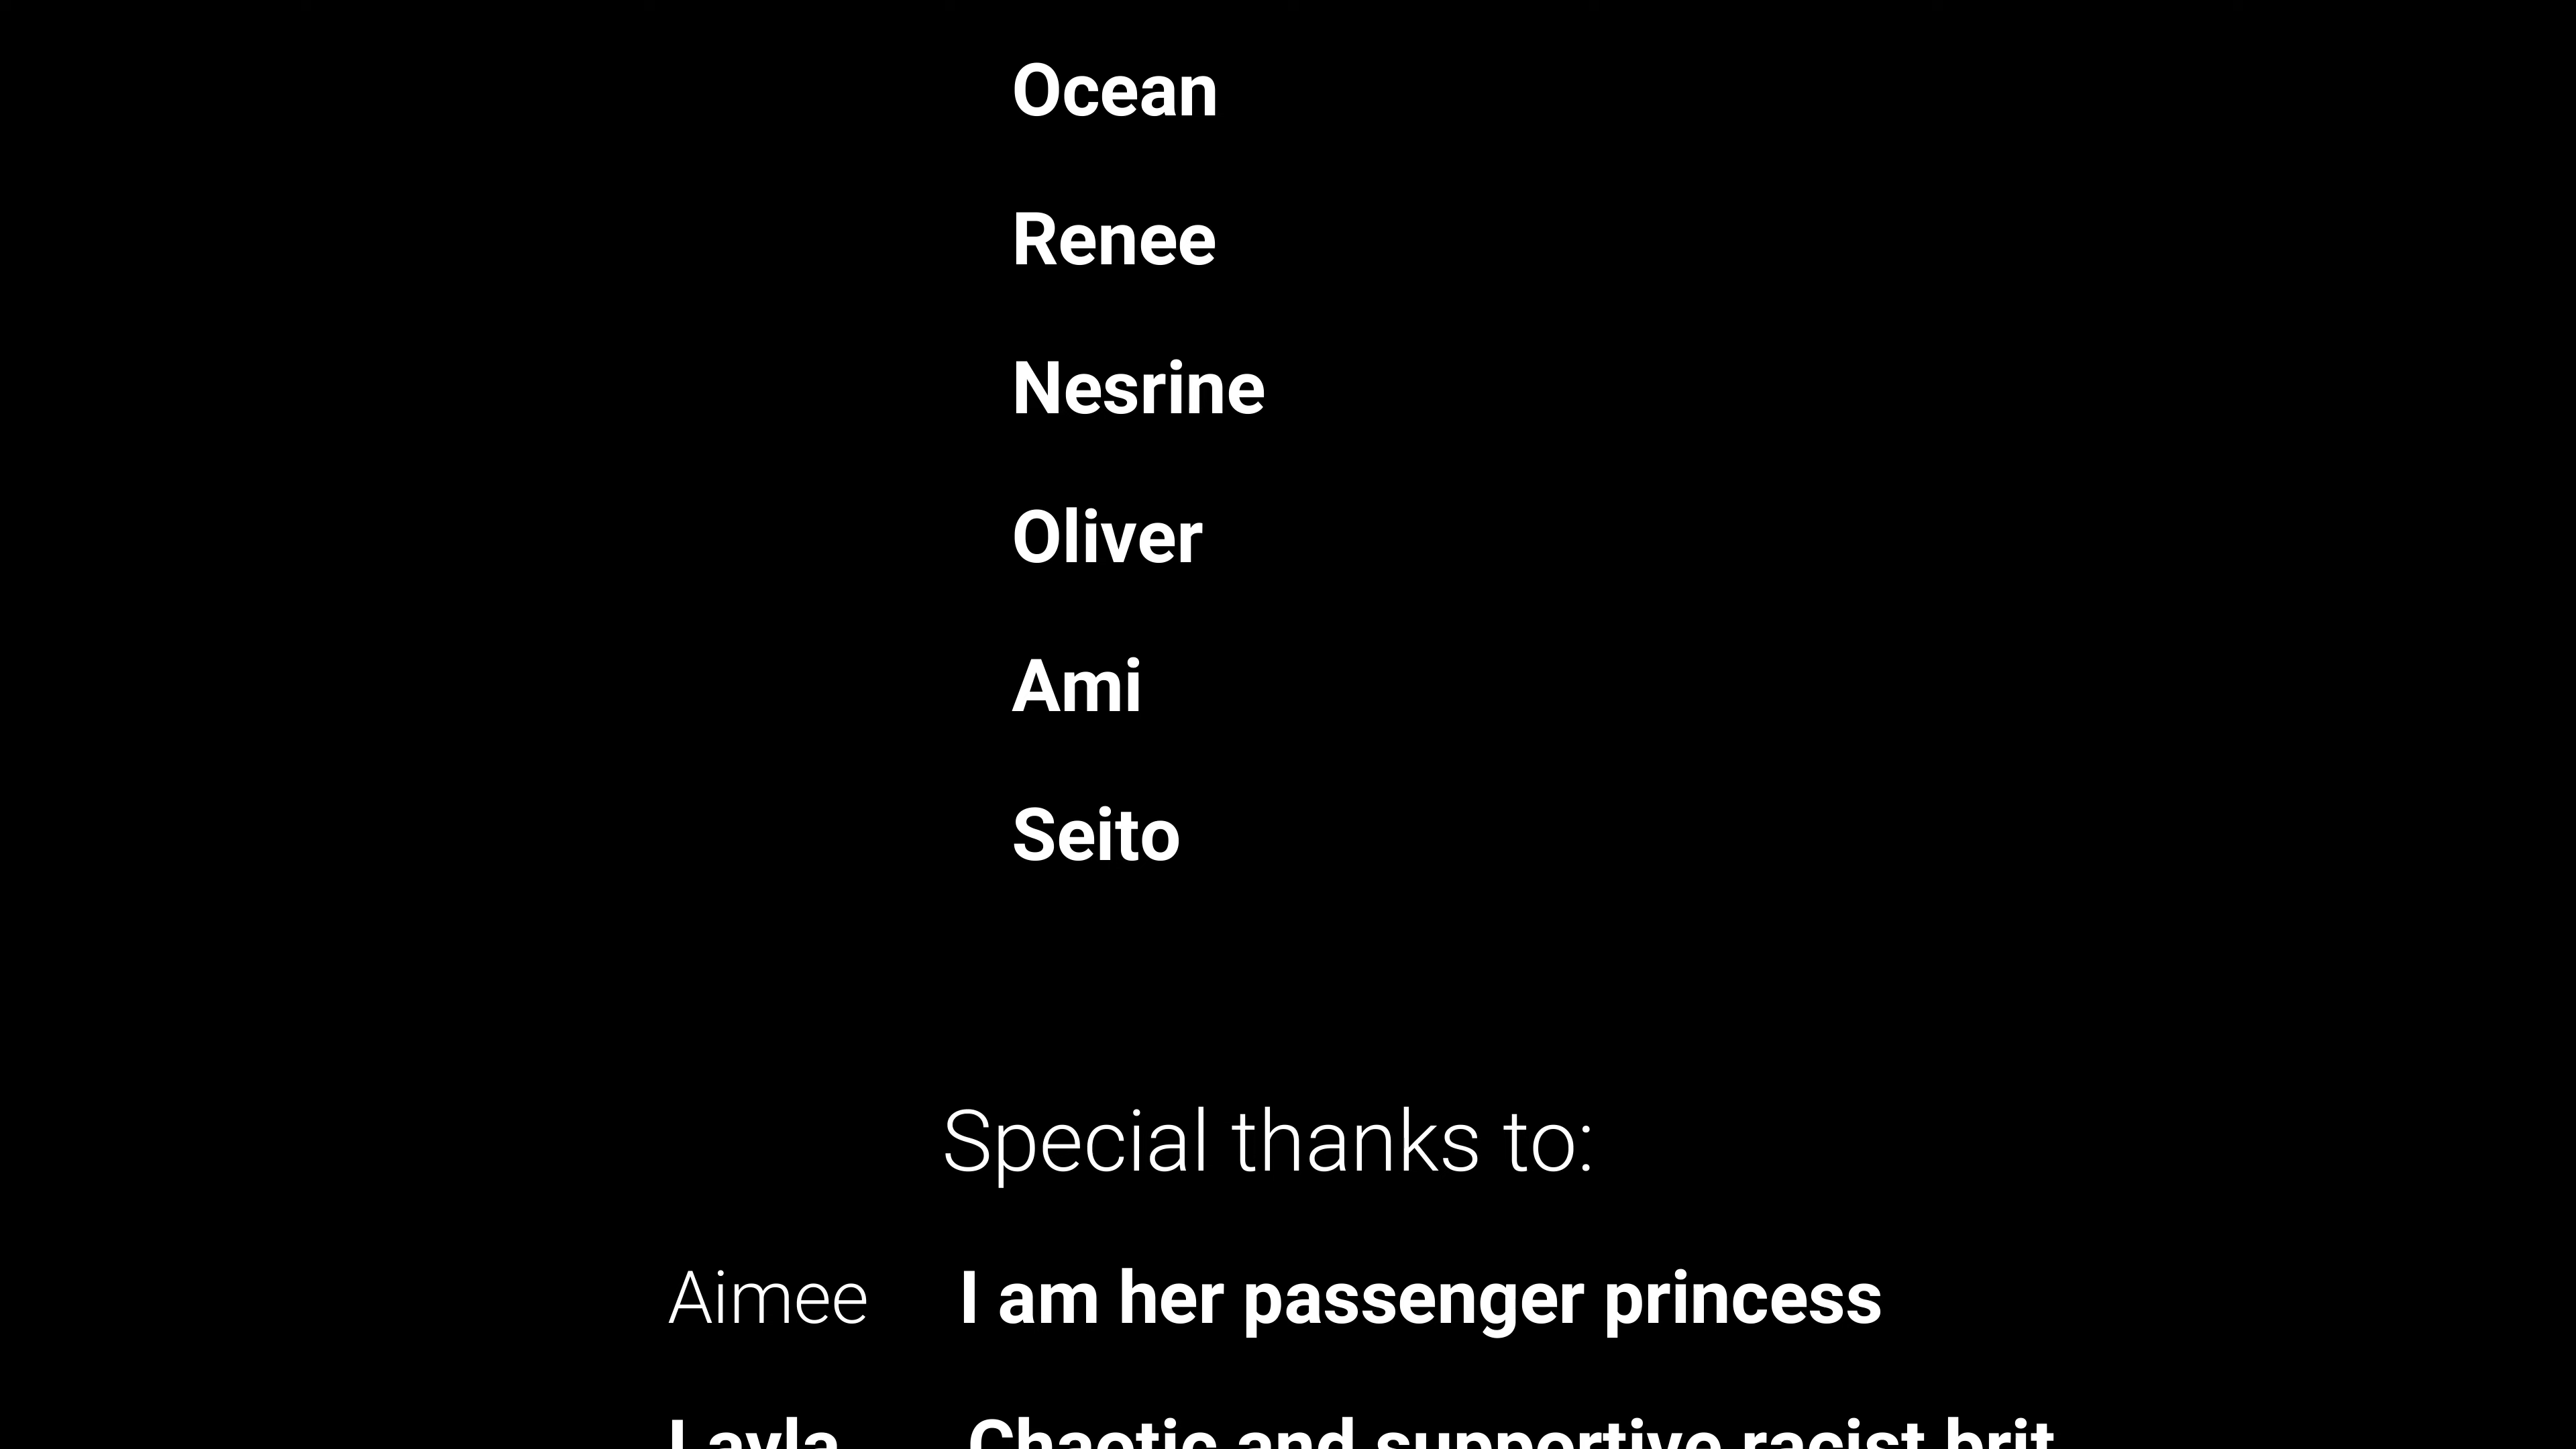 Ocean
Renee
Nesrine
Oliver
Ami
Seito
Special thanks to:
Aimee I am her passenger princess
Layla Chaotic and supportive racist brit